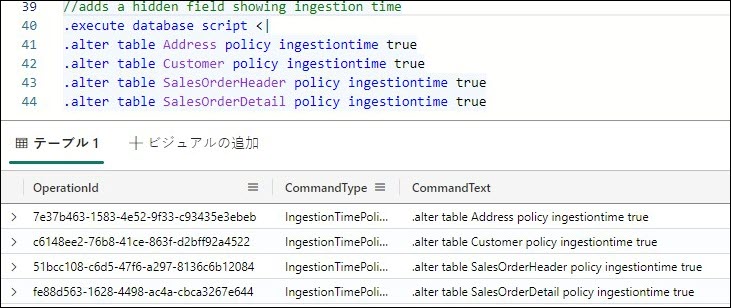 39 //adds a hidden field showing ingestion time
40 .execute database script <|
41 .alter table Address policy ingestiontime true
42 .alter table Customer policy ingestiontime true
43 .alter table SalesOrderHeader policy ingestiontime true
44 .alter table SalesOrderDetail policy ingestiontime true
テーブル 1 ビジュアルの追加
OperationId CommandType CommandText
7e37b463-1583-4e52-9f33-c93435e3ebeb IngestionTimePoli... .alter table Address policy ingestiontime true
c6148ee2-76b8-41ce-863f-d2bff92a4522 IngestionTimePoli... .alter table Customer policy ingestiontime true
51bcc108-c6d5-47f6-a297-8136c6b12084 IngestionTimePoli... .alter table SalesOrderHeader policy ingestiontime true
fe88d563-1628-4498-ac4a-cbca3267e644 IngestionTimePoli... .alter table SalesOrderDetail policy ingestiontime true